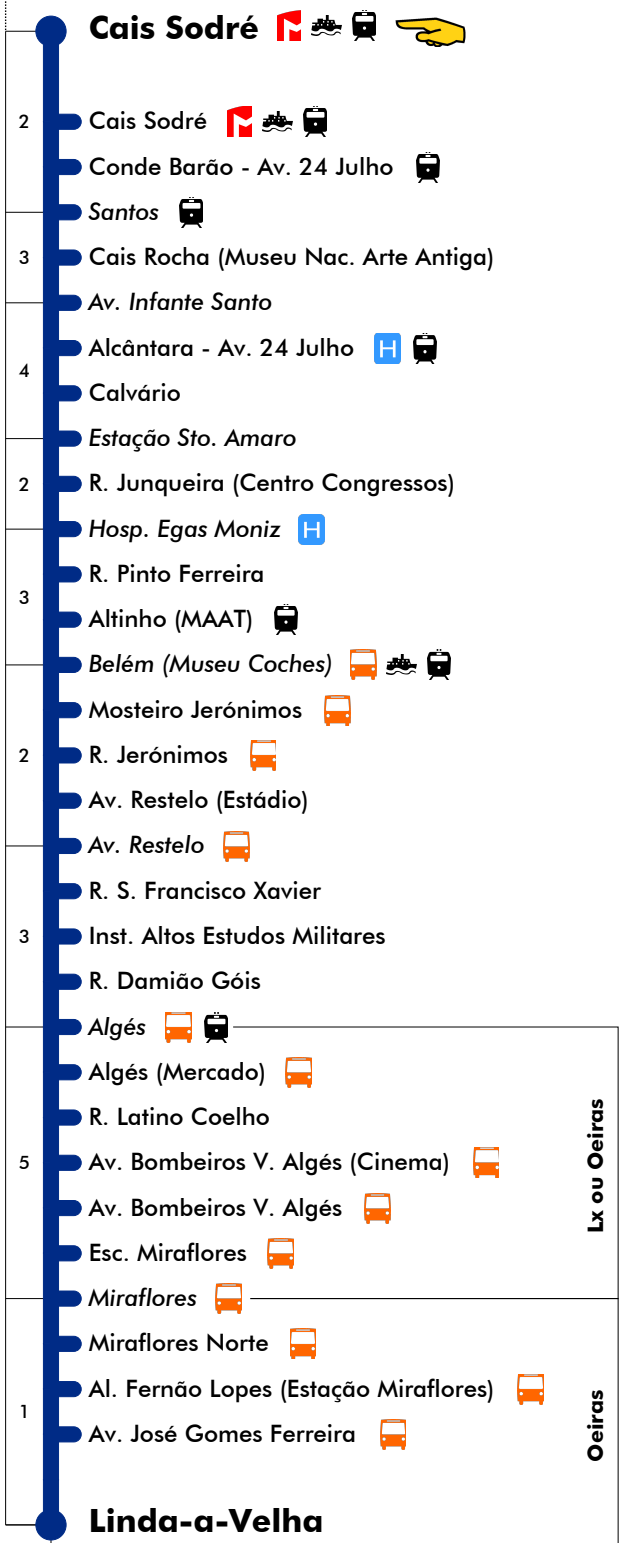 Cais Sodré
2 Cais Sodré
Conde Barão - Av. 24 Julho
Santos
3 Cais Rocha (Museu Nac. Arte Antiga)
Av. Infante Santo
Alcântara - Av. 24 Julho H
4
Calvário
Estação Sto. Amaro
2 R. Junqueira (Centro Congressos)
Hosp. Egas Moniz H
R. Pinto Ferreira
3
Altinho (MAAT)
Belém (Museu Coches)
Mosteiro Jerónimos
2 R. Jerónimos
Av. Restelo (Estádio)
Av. Restelo
R. S. Francisco Xavier
3 Inst. Altos Estudos Militares
R. Damião Góis
Algés
Algés (Mercado)
R. Latino Coelho
5 Av. Bombeiros V. Algés (Cinema)
Lx ou Oeiras
Av. Bombeiros V. Algés
Esc. Miraflores
Miraflores
Miraflores Norte
Al. Fernão Lopes (Estação Miraflores)
1
Oeiras
Av. José Gomes Ferreira
Linda-a-Velha